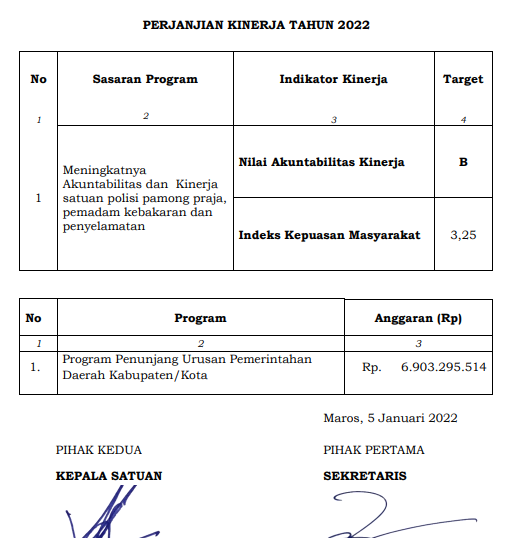 PERJANJIAN KINERJA TAHUN 2022
No Sasaran Program Indikator Kinerja Target
1 2 3 4
1 Meningkatnya
Akuntabilitas dan Kinerja
satuan polisi pamong praja,
pemadam kebakaran dan
penyelamatan
Nilai Akuntabilitas Kinerja B
Indeks Kepuasan Masyarakat 3,25
No Program Anggaran (Rp)
1 2 3
1. Program Penunjang Urusan Pemerintahan
Daerah Kabupaten/Kota
Rp. 6.903.295.514
Maros, 5 Januari 2022
PIHAK KEDUA PIHAK PERTAMA
KEPALA SATUAN SEKRETARIS